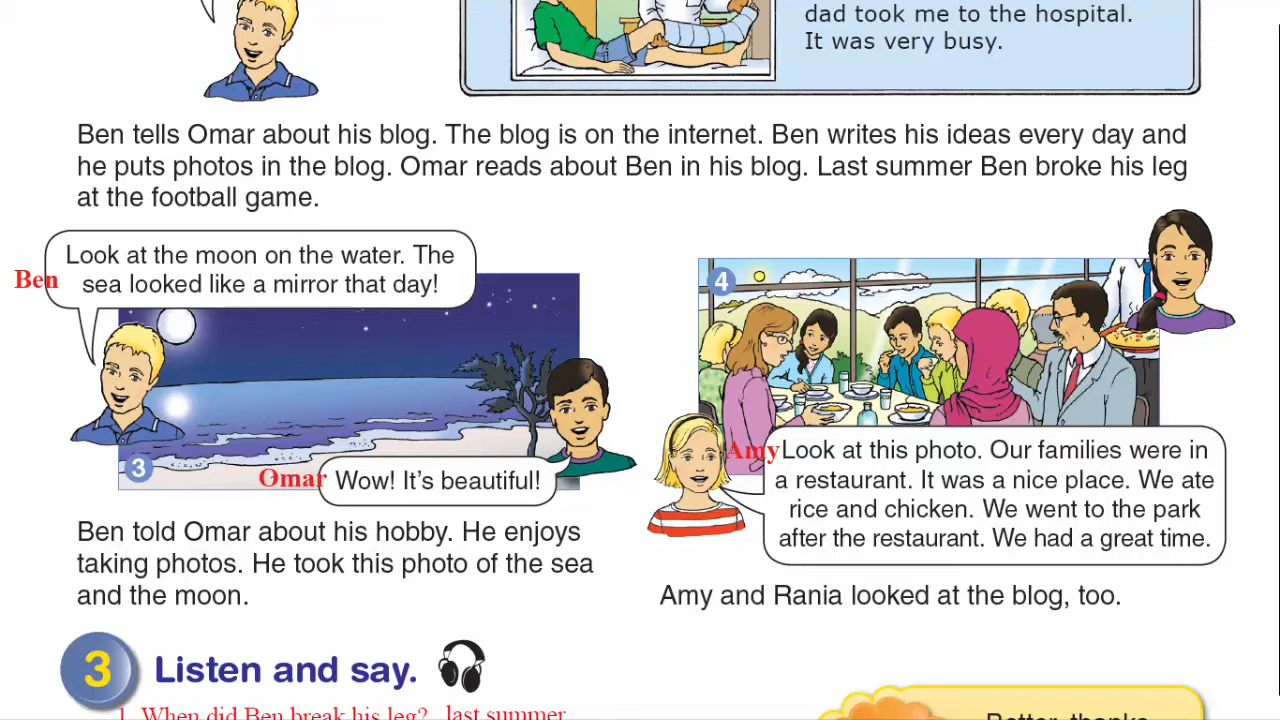 dad took me to the hospital.
It was very busy.
Ben tells Omar about his blog. The blog is on the internet. Ben writes his ideas every day and
he puts photos in the blog. Omar reads about Ben in his blog. Last summer Ben broke his leg
at the football game.
Ben
Look at the moon on the water. The
sea looked like a mirror that day!
3
Omar
Wow! It's beautiful!
Ben told Omar about his hobby. He enjoys
taking photos. He took this photo of the sea
and the moon.
4
Amy
Look at this photo. Our families were in
a restaurant. It was a nice place. We ate
rice and chicken. We went to the park
after the restaurant. We had a great time.
Amy and Rania looked at the blog, too.
3 Listen and say.
1. When did Ben break his leg? last summer
Better, thanks